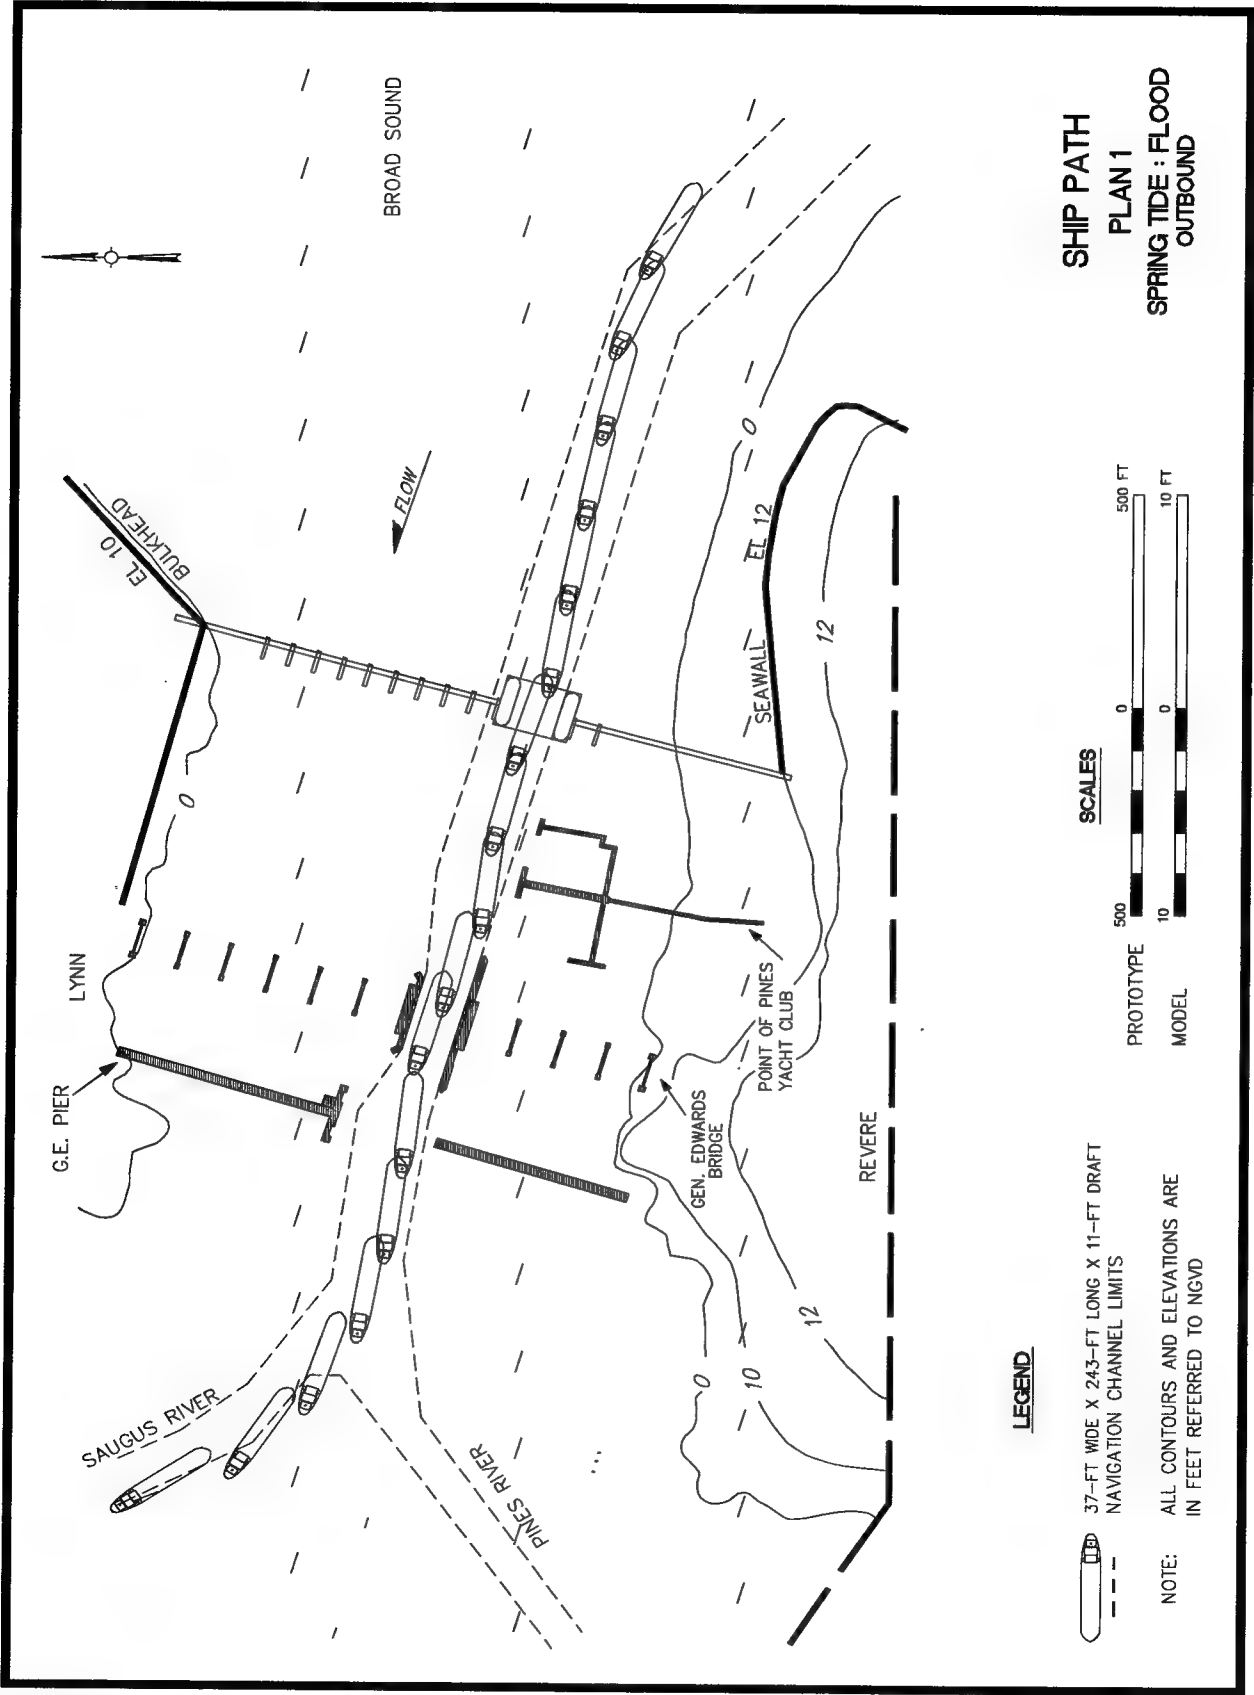 BROAD SOUND
FLOW
EL 10
BULKHEAD
LYNN
G.E. PIER
0
SAUGUS RIVER
PINES RIVER
GEN. EDWARDS
BRIDGE
POINT OF PINES
YACHT CLUB
SEAWALL
EL 12
0
12
0
10
12
REVERE
LEGEND
37-FT WIDE X 243-FT LONG X 11-FT DRAFT
NAVIGATION CHANNEL LIMITS
NOTE: ALL CONTOURS AND ELEVATIONS ARE
IN FEET REFERRED TO NGVD
SCALES
PROTOTYPE 500 0 500 FT
MODEL 10 0 10 FT
SHIP PATH
PLAN 1
SPRING TIDE : FLOOD
OUTBOUND